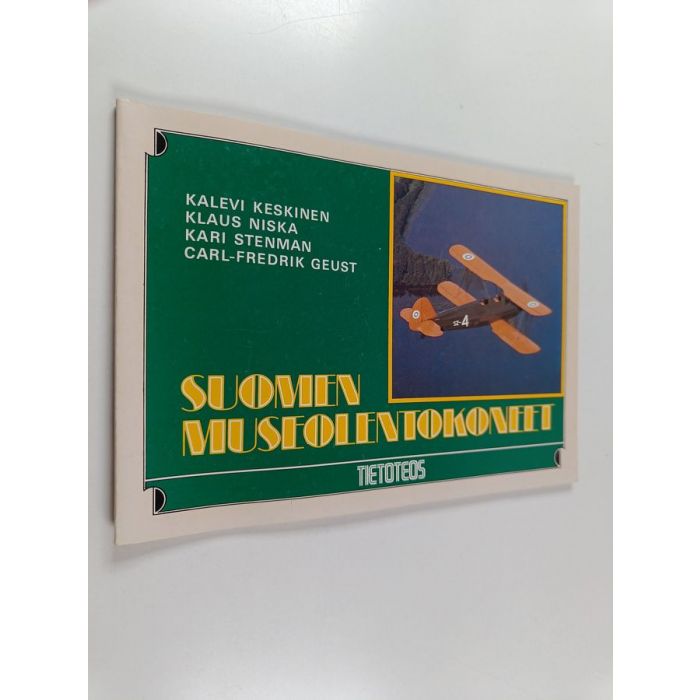 KALEVI KESKINEN
KLAUS NISKA
KARI STENMAN
CARL-FREDRIK GEUST
SZ-4
SUOMEN
MUSEOLENTOKONEET
TIETOTEOS